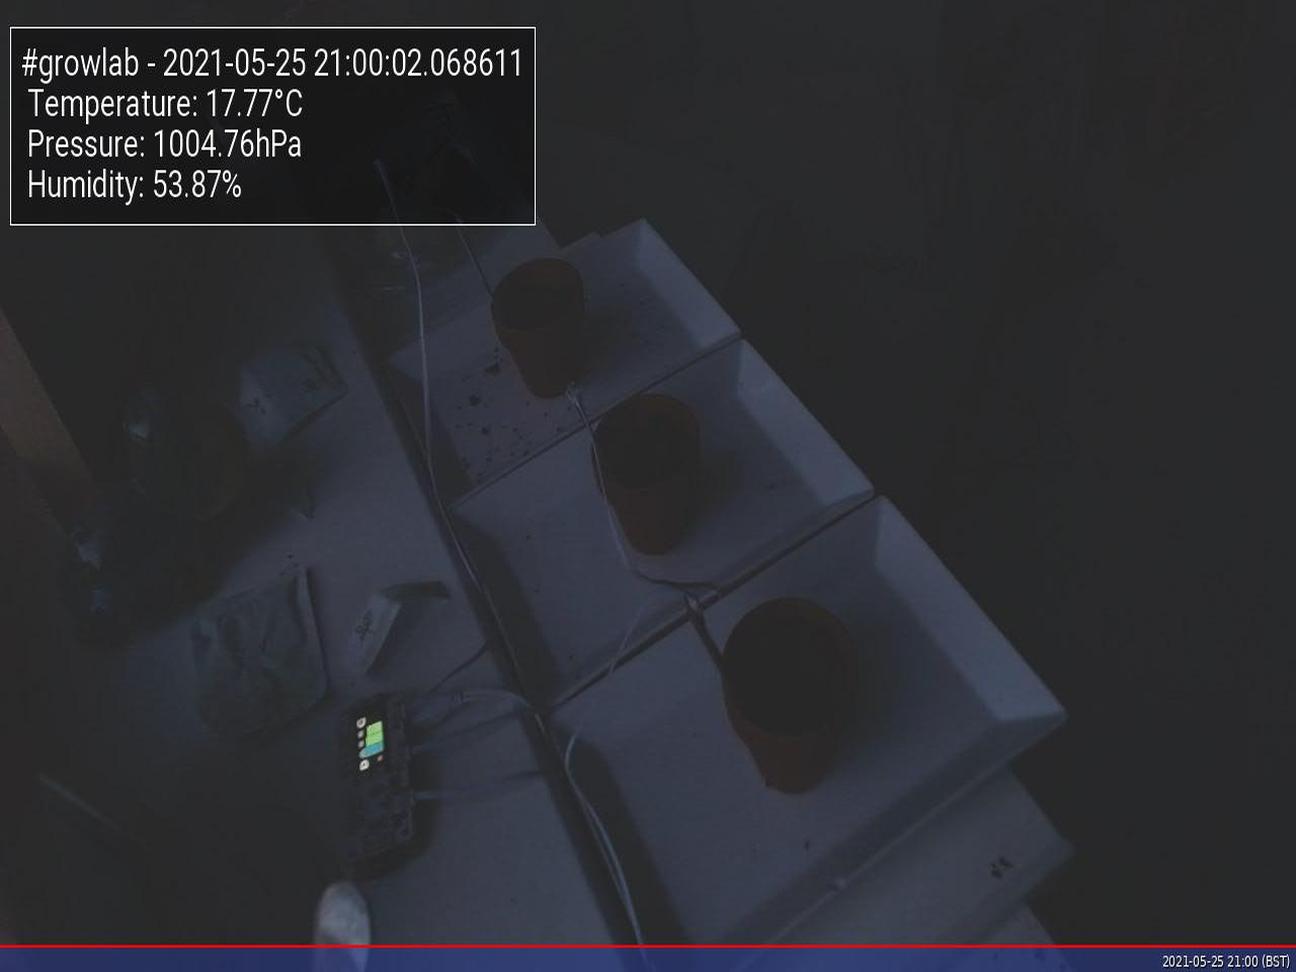 #growlab - 2021-05-25 21:00:02.068611
Temperature: 17.77°C
Pressure: 1004.76hPa
Humidity: 53.87%
2021-05-25 21:00 (BST)